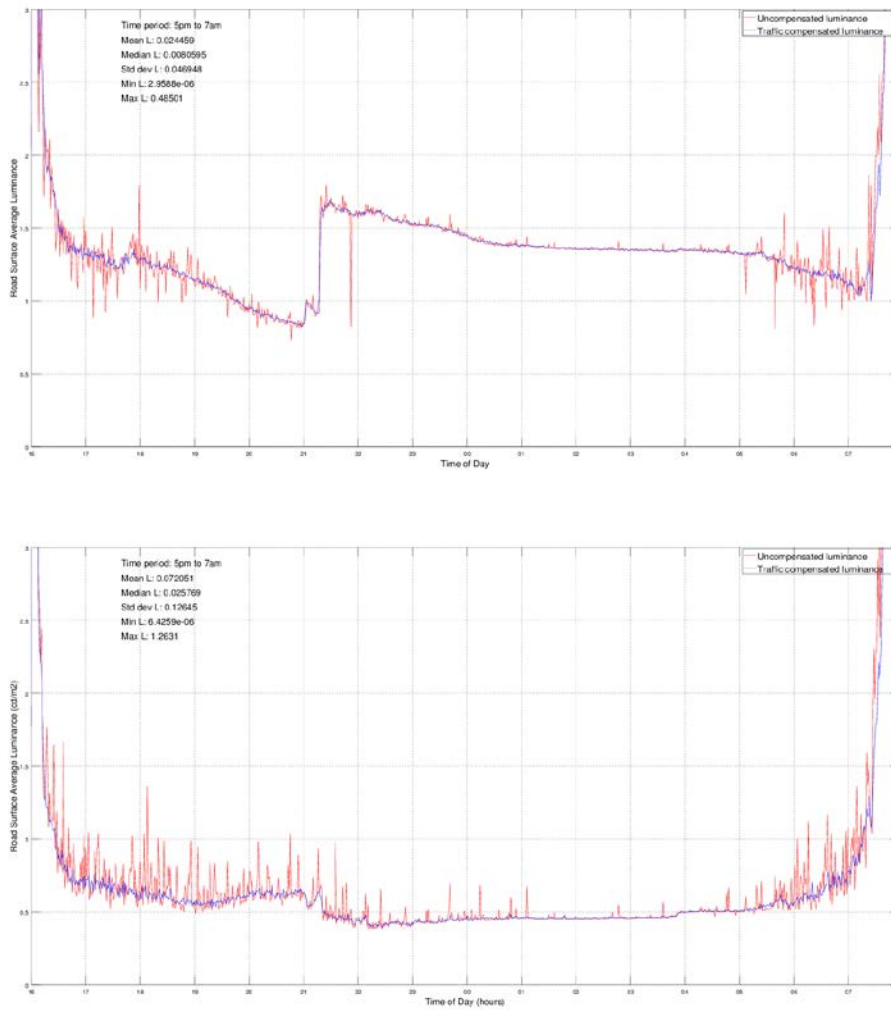 Time period: 5pm to 7am
Mean L: 0.024459
Median L: 0.0080595
Std dev L: 0.046948
Min L: 2.9588e-06
Max L: 0.48501
Uncompensated luminance
Traffic compensated luminance
Road Surface Average Luminance
2.5
2
1.5
1
0.5
0
16 17 18 19 20 21 22 23 00 01 02 03 04 05 06 07
Time of Day
Time period: 5pm to 7am
Mean L: 0.072051
Median L: 0.025769
Std dev L: 0.12645
Min L: 6.4259e-06
Max L: 1.2631
Uncompensated luminance
Traffic compensated luminance
Road Surface Average Luminance (cd/m2)
3
2.5
2
1.5
1
0.5
0
16 17 18 19 20 21 22 23 00 01 02 03 04 05 06 07
Time of Day (hours)